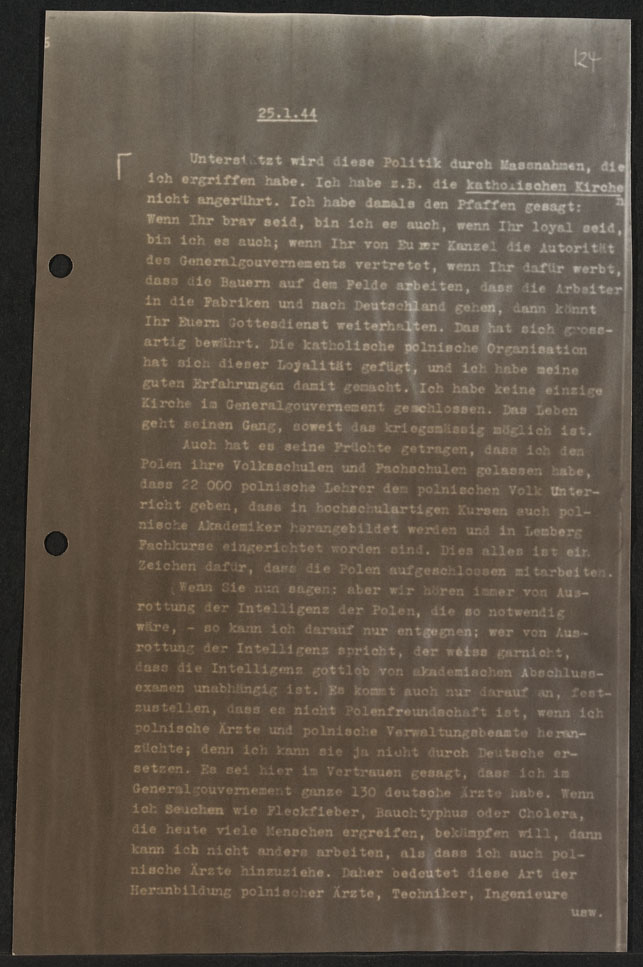 124
25.1.44
Unterstützt wird diese Politik durch Massnahmen, die
ich ergriffen habe. Ich habe z.B. die katholischen Kirchen
nicht angerührt. Ich habe damals den Pfaffen gesagt:
Wenn Ihr brav seid, bin ich es auch, wenn Ihr loyal seid,
bin ich es auch; wenn Ihr von Eurer Kanzel die Autorität
des Generalgouvernements vertretet, wenn Ihr dafür werbt,
dass die Bauern auf dem Felde arbeiten, dass die Arbeiter
in die Fabriken und nach Deutschland gehen, dann könnt
Ihr Euern Gottesdienst weiterhalten. Das hat sich gross-
artig bewährt. Die katholische polnische Organisation
hat sich dieser Loyalität gefügt, und ich habe meine
guten Erfahrungen damit gemacht. Ich habe keine einzige
Kirche im Generalgouvernement geschlossen. Das Leben
geht seinen Gang, soweit das kriegsmässig möglich ist.
Auch hat es seine Früchte getragen, dass ich den
Polen ihre Volksschulen und Fachschulen gelassen habe,
dass 22 000 polnische Lehrer dem polnischen Volk Unter-
richt geben, dass in hochschulartigen Kursen auch pol-
nische Akademiker herangebildet werden und in Lemberg
Fachkurse eingerichtet worden sind. Dies alles ist ein
Zeichen dafür, dass die Polen aufgeschlossen mitarbeiten.
Wenn Sie nun sagen: aber wir hören immer von Aus-
rottung der Intelligenz der Polen, die so notwendig
wäre, - so kann ich darauf nur entgegnen: wer von Aus-
rottung der Intelligenz spricht, der weiss garnicht,
dass die Intelligenz gottlob von akademischen Abschluss-
examen unabhängig ist. Es kommt auch nur darauf an, fest-
zustellen, dass es nicht Polenfreundschaft ist, wenn ich
polnische Ärzte und polnische Verwaltungsbeamte heran-
züchte; denn ich kann sie ja nicht durch Deutsche er-
setzen. Es sei hier im Vertrauen gesagt, dass ich im
Generalgouvernement ganze 130 deutsche Ärzte habe. Wenn
ich Seuchen wie Fleckfieber, Bauchtyphus oder Cholera,
die heute viele Menschen ergreifen, bekämpfen will, dann
kann ich nicht anders arbeiten, als dass ich auch pol-
nische Ärzte hinzuziehe. Daher bedeutet diese Art der
Heranbildung polnischer Ärzte, Techniker, Ingenieure
usw.